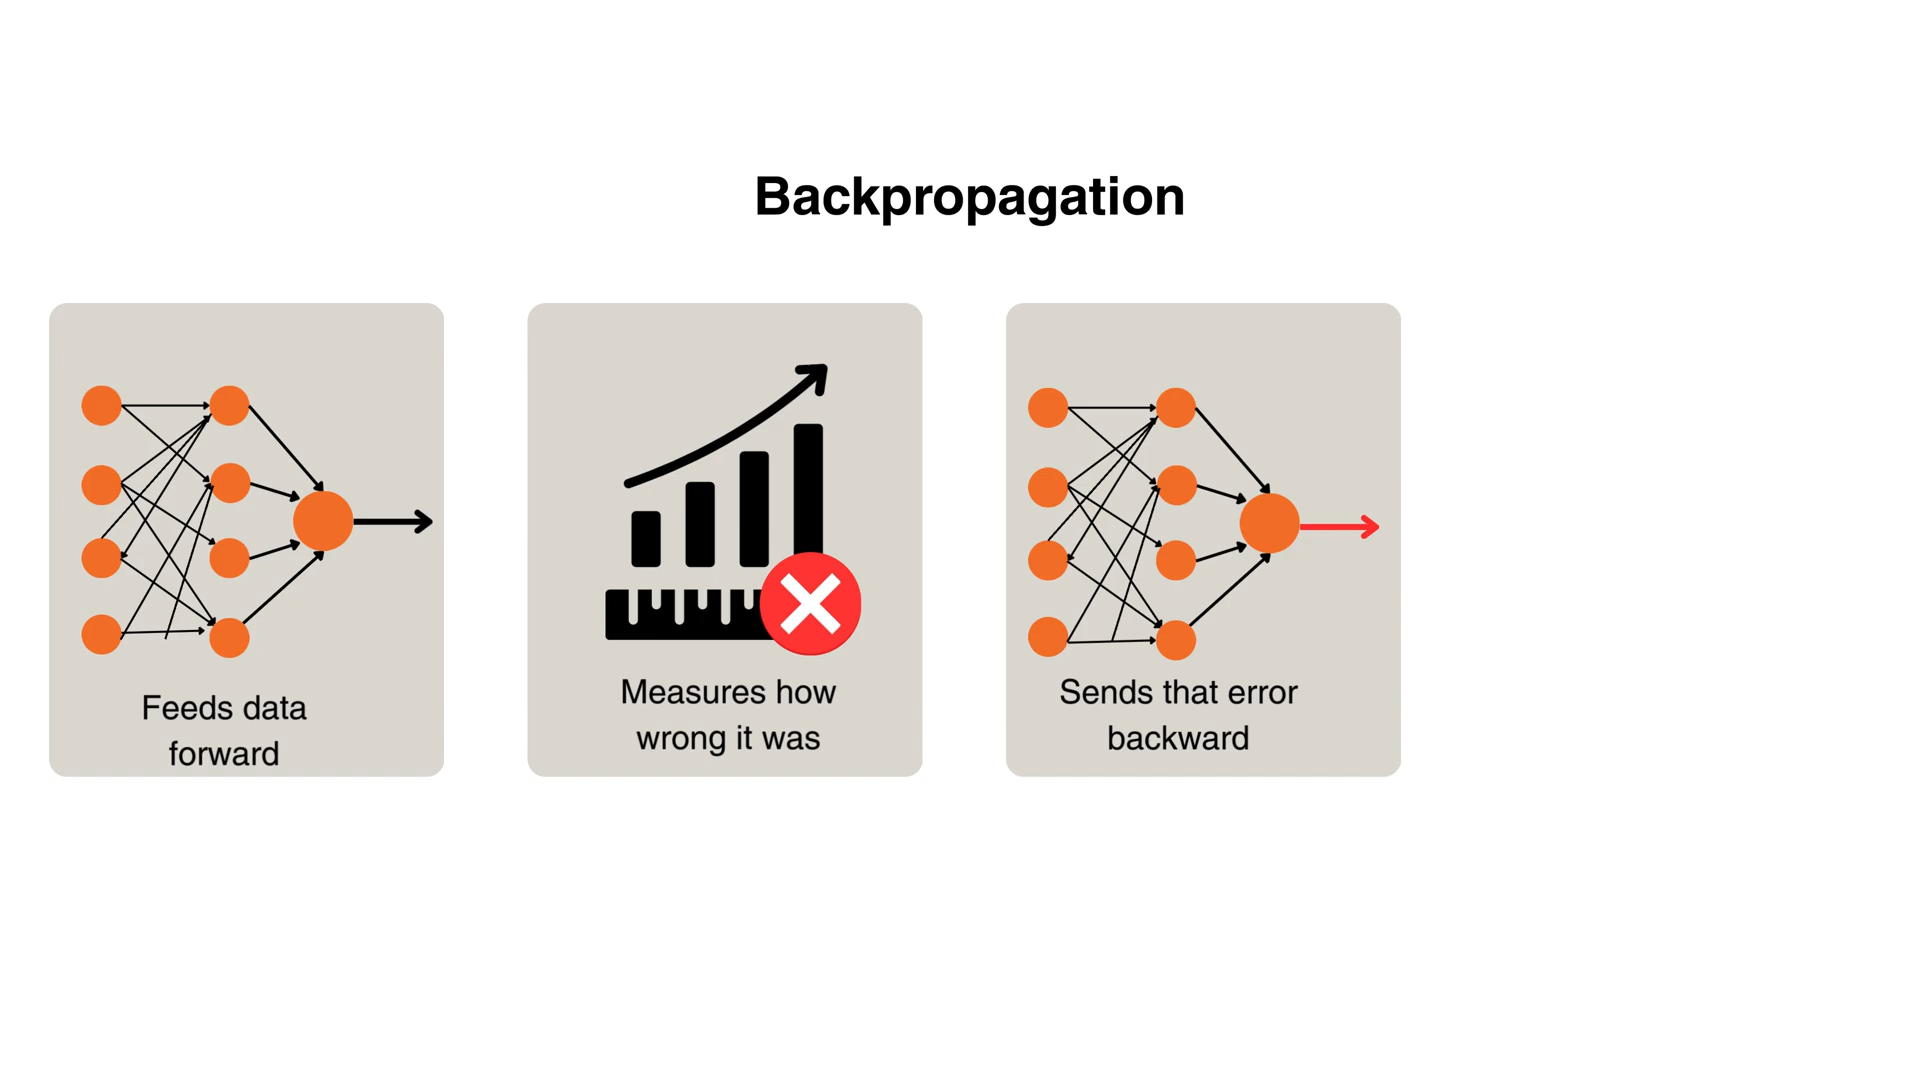 Backpropagation
Feeds data
forward
Measures how
wrong it was
Sends that error
backward